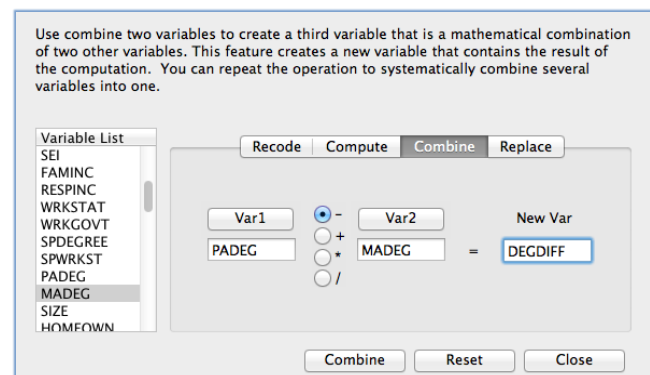 Use combine two variables to create a third variable that is a mathematical combination
of two other variables. This feature creates a new variable that contains the result of
the computation.  You can repeat the operation to systematically combine several
variables into one.
Variable List
SEI
FAMINC
RESPINC
WRKSTAT
WRKGOVT
SPDEGREE
SPWRKST
PADEG
MADEG
SIZE
HOMEOWN
Recode Compute Combine Replace
Var1 - Var2 New Var
+
PADEG * MADEG = DEGDIFF
/
Combine Reset Close